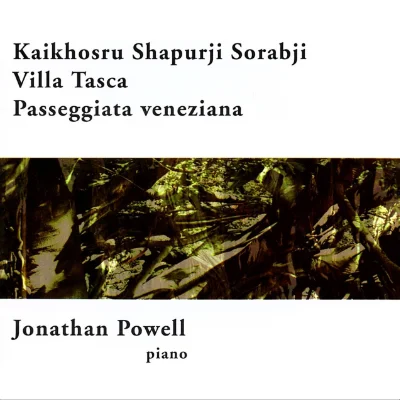 Kaikhosru Shapurji Sorabji
Villa Tasca
Passeggiata veneziana
Jonathan Powell
piano